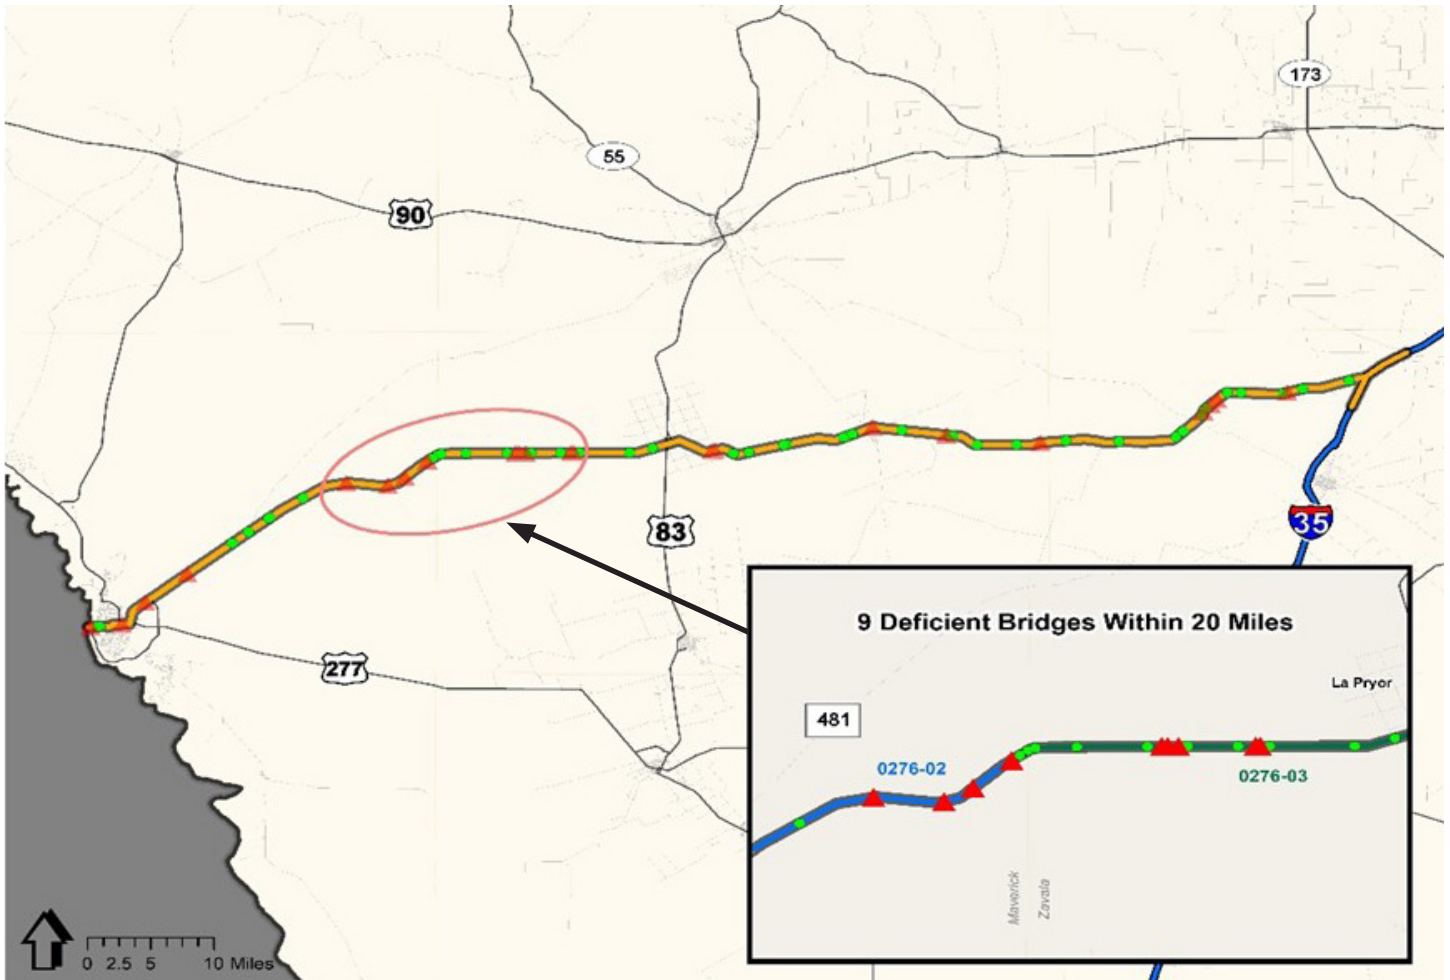 173
55
90
83
35
277
9 Deficient Bridges Within 20 Miles
La Pryor
481
0276-02
0276-03
Maverick
Zavala
0 2.5 5 10 Miles